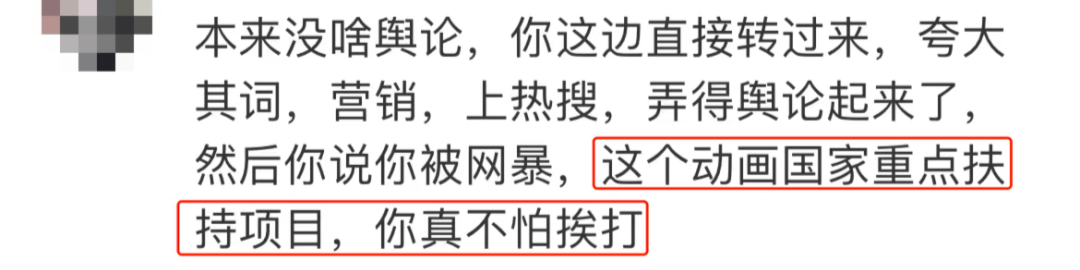 本来没啥舆论，你这边直接转过来，夸大
其词，营销，上热搜，弄得舆论起来了，
然后你说你被网暴，这个动画国家重点扶
持项目，你真不怕挨打